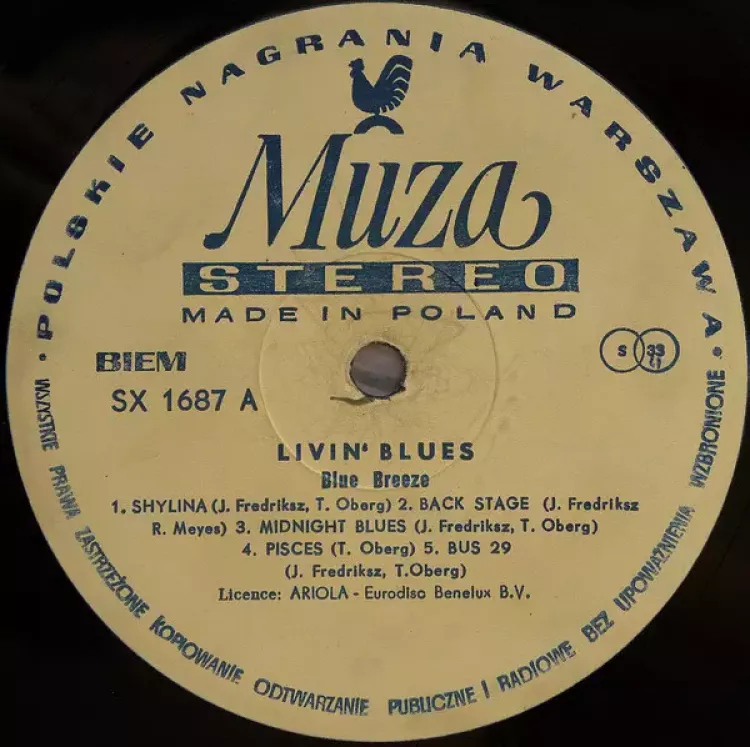 • POLSKIE NAGRANIA WARSZAWA •
Muza
STEREO
MADE IN POLAND
BIEM
SX 1687 A
S 33
LIVIN' BLUES
Blue Breeze
1. SHYLINA (J. Fredriksz, T. Oberg) 2. BACK STAGE (J. Fredriksz
R. Meyes) 3. MIDNIGHT BLUES (J. Fredriksz, T. Oberg)
4. PISCES (T. Oberg) 5. BUS 29
(J. Fredriksz, T.Oberg)
Licence: ARIOLA - Eurodiso Benelux B.V.
WSZYSTKIE PRAWA ZASTRZEŻONE KOPIOWANIE ODTWARZANIE PUBLICZNE I RADIOWE BEZ UPOWAŻNIENIA WZBRONIONE